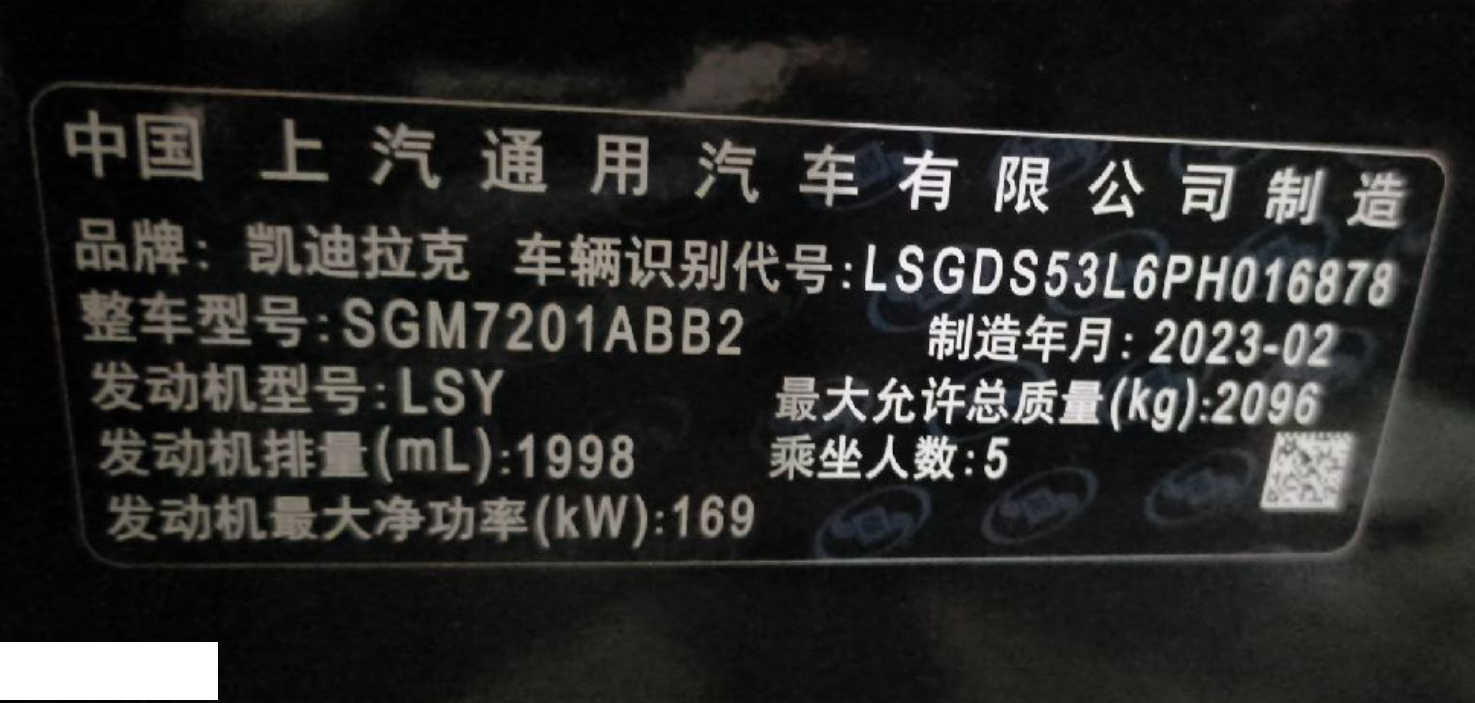 中国 上汽通用汽车有限公司制造
品牌: 凯迪拉克 车辆识别代号:LSGDS53L6PH016878
整车型号:SGM7201ABB2 制造年月: 2023-02
发动机型号:LSY 最大允许总质量(kg):2096
发动机排量(mL):1998 乘坐人数:5
发动机最大净功率(kW):169